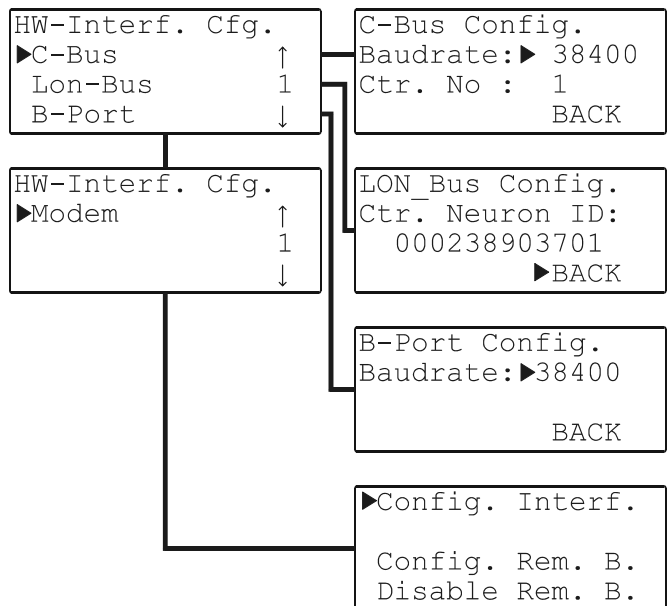 HW-Interf. Cfg.
▶C-Bus ↑
Lon-Bus 1
B-Port ↓
C-Bus Config.
Baudrate:▶ 38400
Ctr. No : 1
BACK
HW-Interf. Cfg.
▶Modem ↑
1
↓
LON_Bus Config.
Ctr. Neuron ID:
000238903701
▶BACK
B-Port Config.
Baudrate:▶38400
BACK
▶Config. Interf.
Config. Rem. B.
Disable Rem. B.